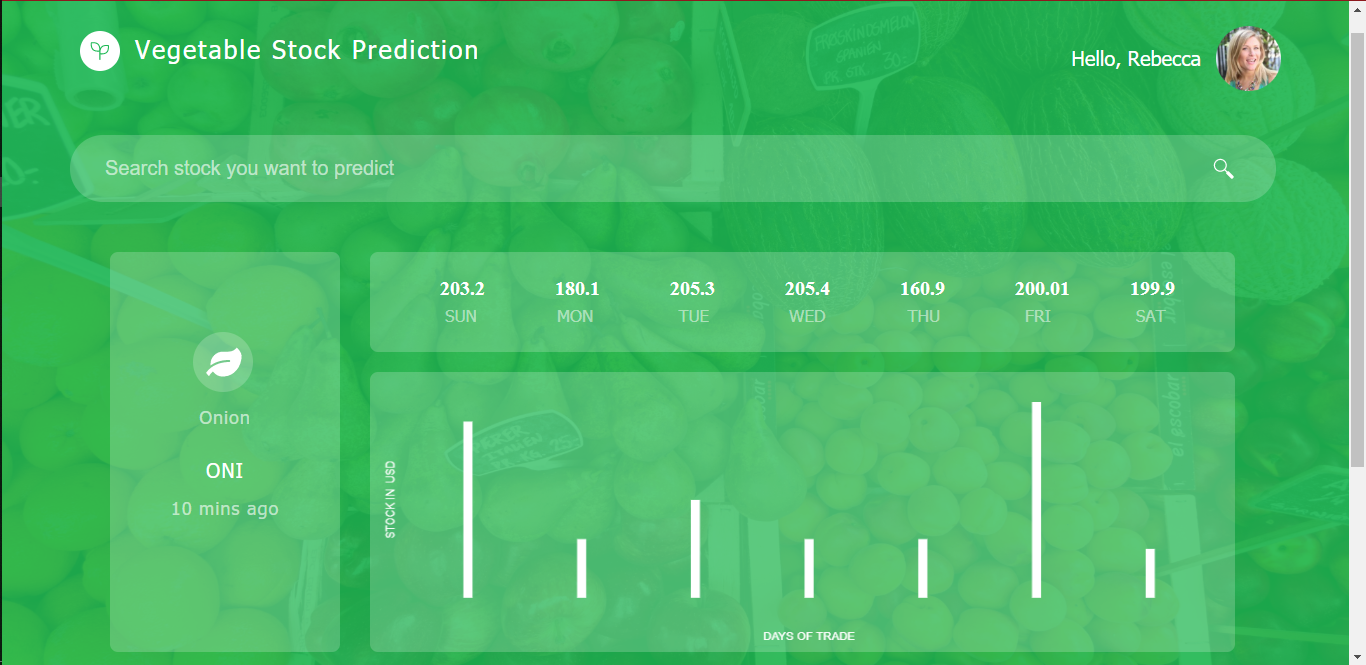 Vegetable Stock Prediction
Hello, Rebecca
Search stock you want to predict
203.2 180.1 205.3 205.4 160.9 200.01 199.9
SUN MON TUE WED THU FRI SAT
Onion
ONI
10 mins ago
STOCK IN USD
DAYS OF TRADE